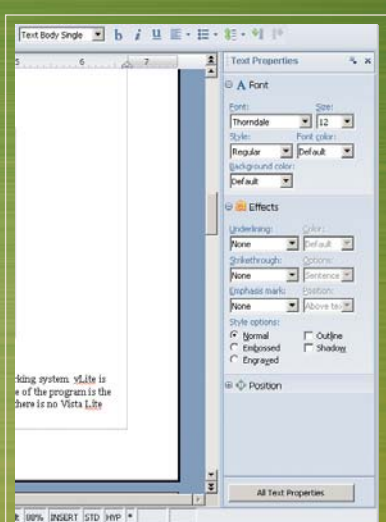 Text Body Single b i U
5 6 7
Text Properties
A Font
Font: Size:
Thorndale 12
Style: Font color:
Regular Default
Background color:
Default
Effects
Underlining: Color:
None Default
Strikethrough: Options:
None Sentence
Emphasis mark: Position:
None Above te
Style options:
Normal Outline
Embossed Shadow
Engraved
Position
rking system. vLite is
e of the program is the
there is no Vista Lite
All Text Properties
88% INSERT STD HYP *